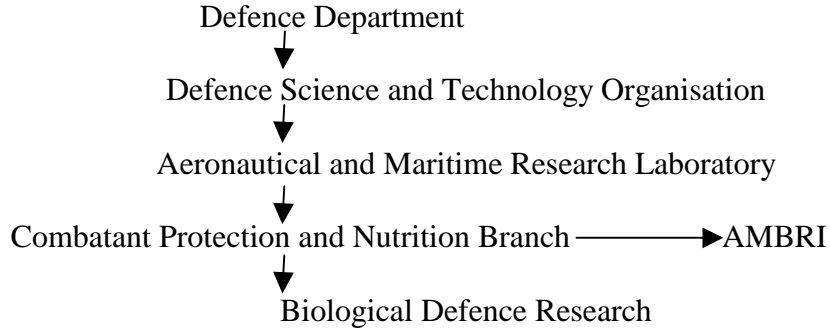 Defence Department
Defence Science and Technology Organisation
Aeronautical and Maritime Research Laboratory
Combatant Protection and Nutrition Branch AMBRI
Biological Defence Research